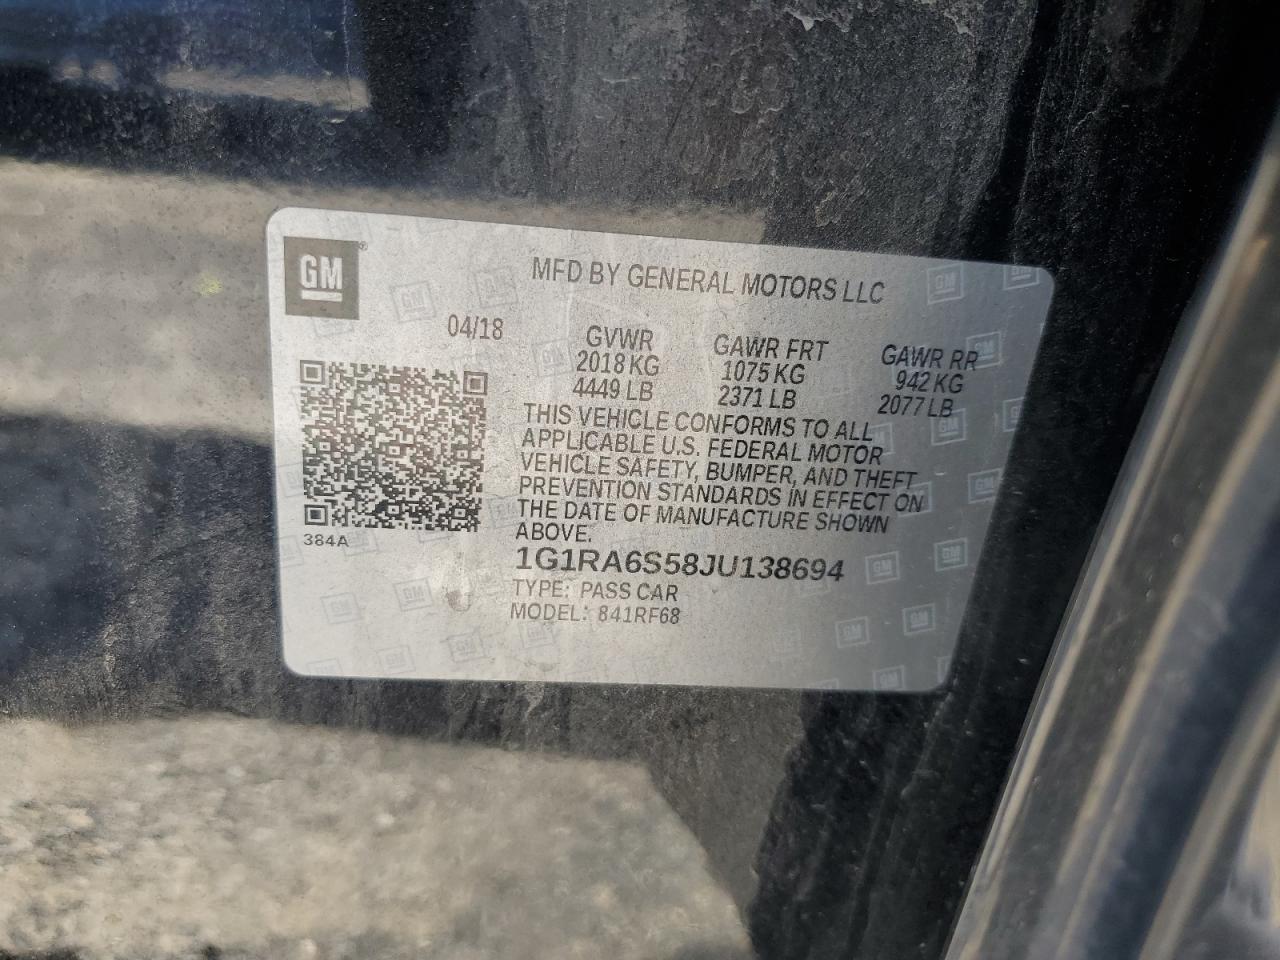 GM
MFD BY GENERAL MOTORS LLC
04/18
GVWR GAWR FRT GAWR RR
2018 KG 1075 KG 942 KG
4449 LB 2371 LB 2077 LB
THIS VEHICLE CONFORMS TO ALL
APPLICABLE U.S. FEDERAL MOTOR
VEHICLE SAFETY, BUMPER, AND THEFT
PREVENTION STANDARDS IN EFFECT ON
THE DATE OF MANUFACTURE SHOWN
ABOVE.
384A
1G1RA6S58JU138694
TYPE: PASS CAR
MODEL: 841RF68